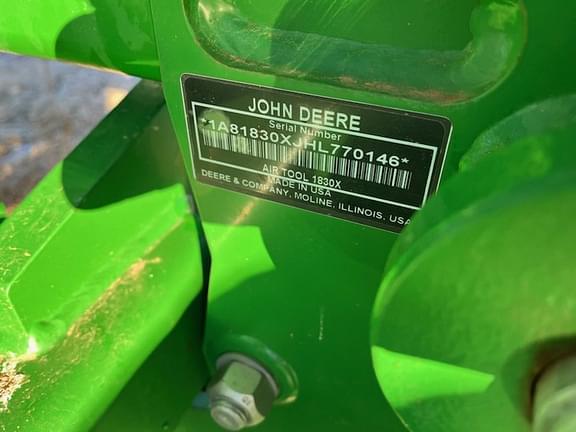 JOHN DEERE
Serial Number
*1A81830XJHL770146*
AIR TOOL 1830X
MADE IN USA
DEERE & COMPANY, MOLINE, ILLINOIS, USA